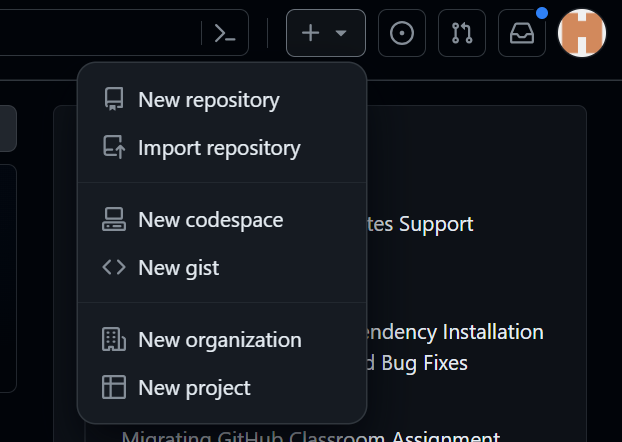 New repository
Import repository
New codespace
tes Support
New gist
New organization
endency Installation
d Bug Fixes
New project
Migrating GitHub Classroom Assignment